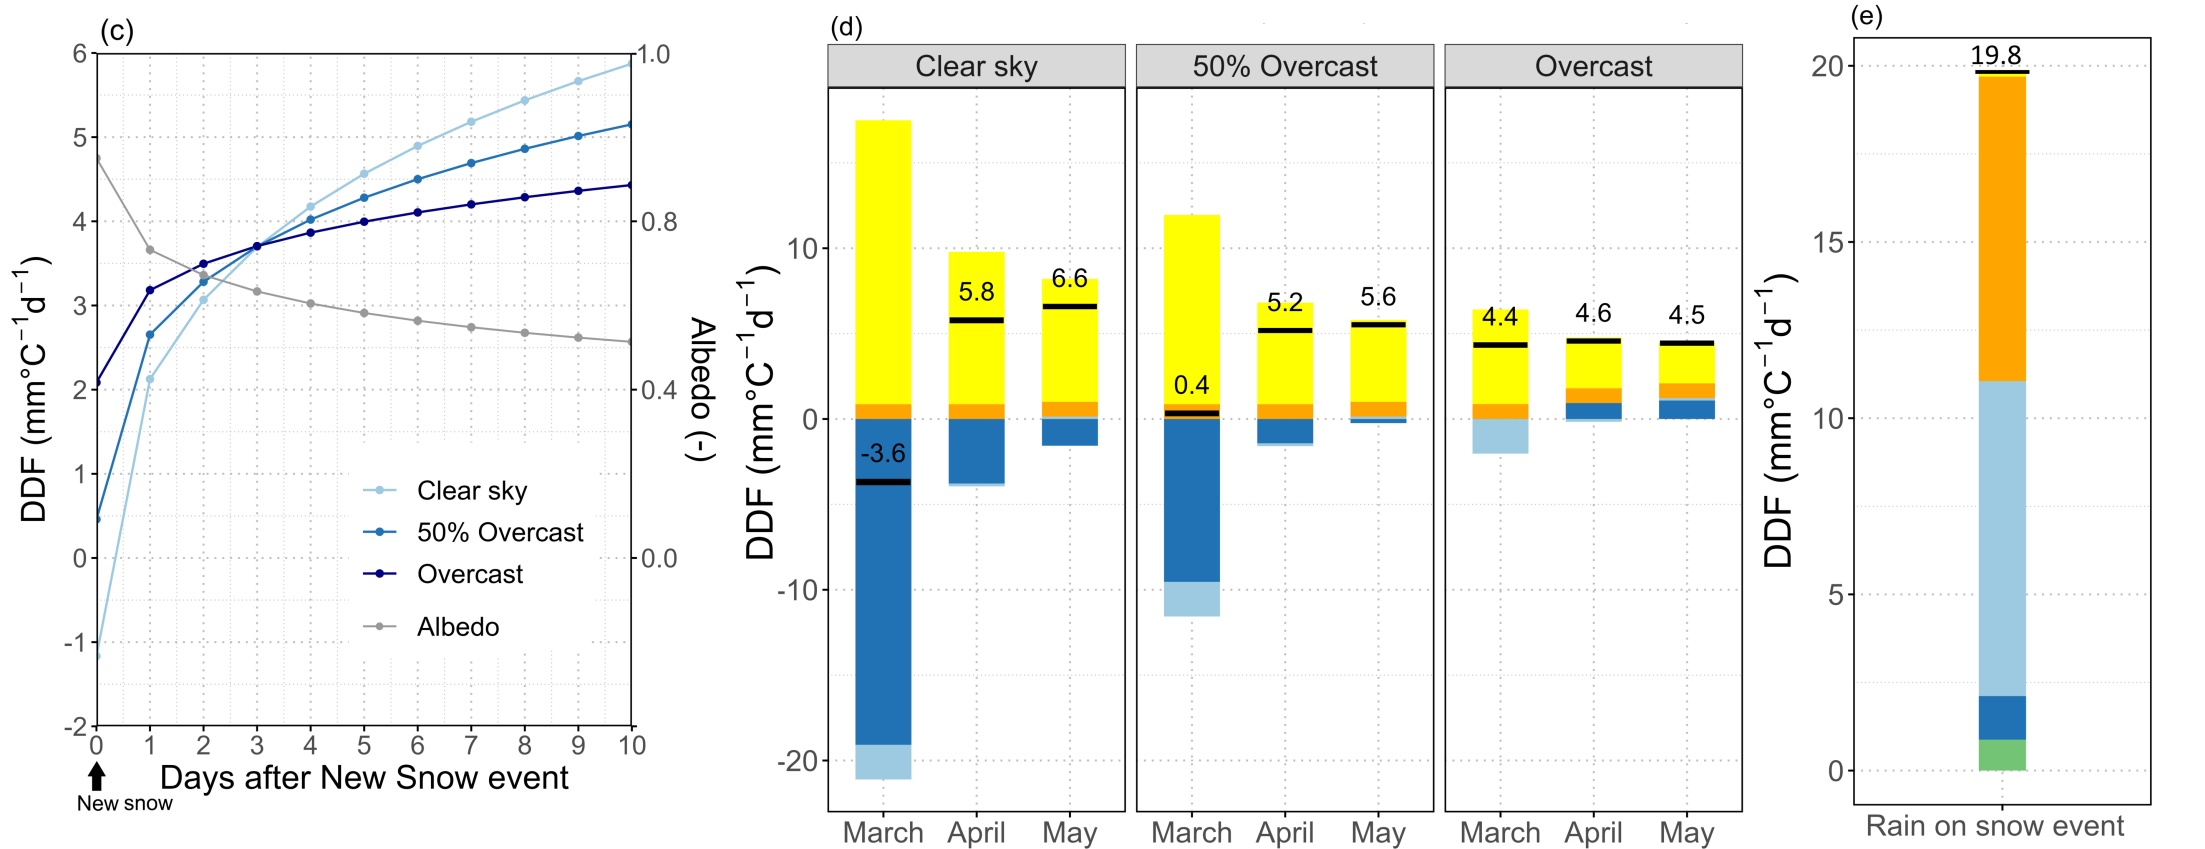 (c)
6
5
4
3
2
1
0
-1
-2
DDF (mm°C⁻¹d⁻¹)
1.0
0.8
0.4
0.0
Albedo (-)
Clear sky
50% Overcast
Overcast
Albedo
0 1 2 3 4 5 6 7 8 9 10
Days after New Snow event
New snow
(d)
Clear sky 50% Overcast Overcast
10
0
-10
-20
DDF (mm°C⁻¹d⁻¹)
-3.6 5.8 6.6
0.4 5.2 5.6
4.4 4.6 4.5
March April May March April May March April May
(e)
19.8
20
15
10
5
0
DDF (mm°C⁻¹d⁻¹)
Rain on snow event